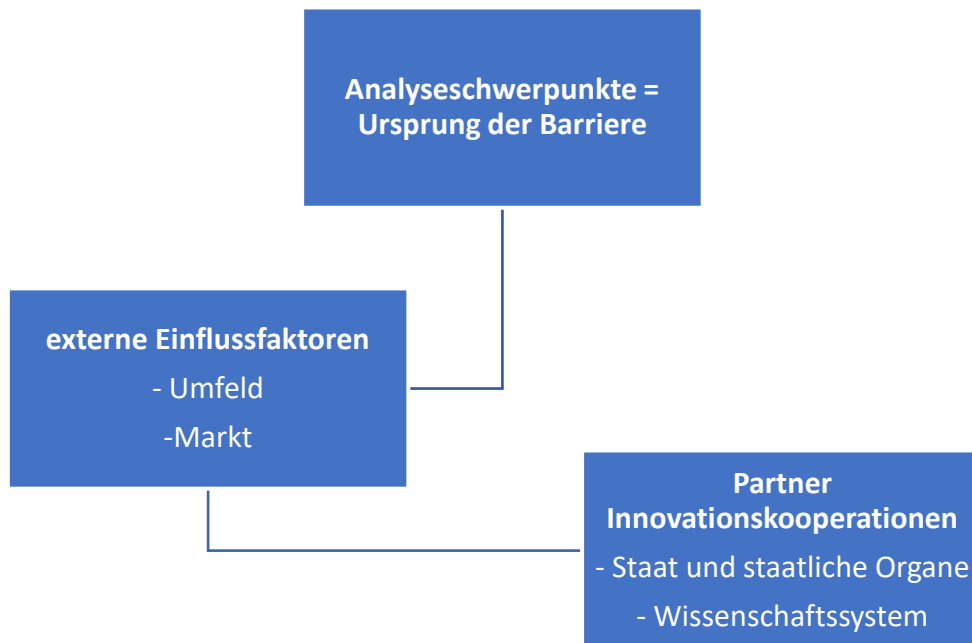 Analyseschwerpunkte =
Ursprung der Barriere
externe Einflussfaktoren
- Umfeld
-Markt
Partner
Innovationskooperationen
- Staat und staatliche Organe
- Wissenschaftssystem